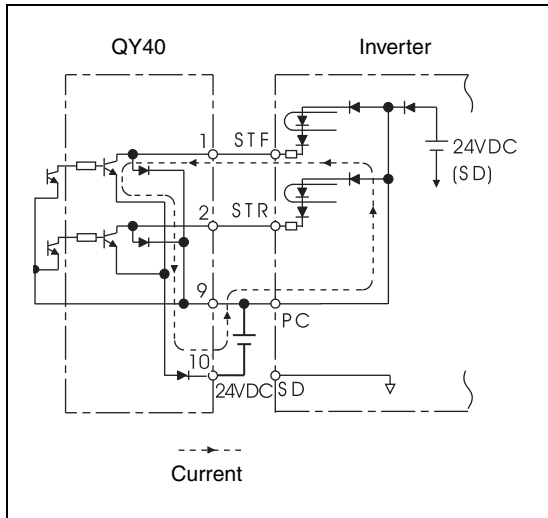 QY40
Inverter
1
STF
24VDC
(SD)
2
STR
9
PC
10
24VDC
SD
Current